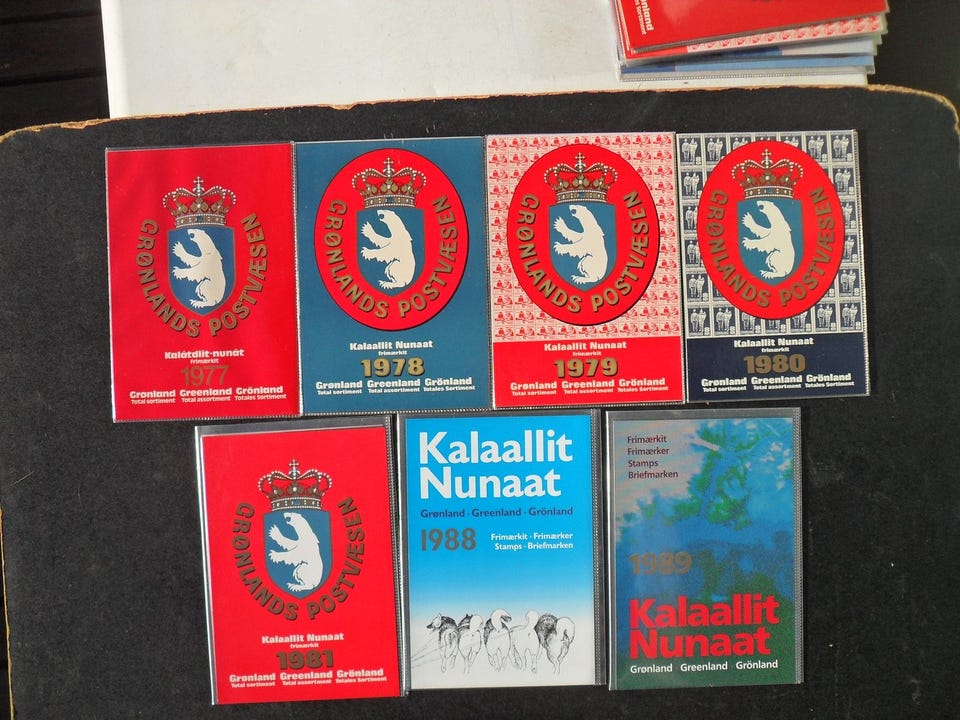 Grønland
Total sortiment
GRØNLANDS POSTVÆSEN
Kalâtdlit-nunât
frimærkit
1977
Grønland Greenland Grönland
Total sortiment Total assortment Totales Sortiment
GRØNLANDS POSTVÆSEN
Kalaallit Nunaat
frimærkit
1978
Grønland Greenland Grönland
Total sortiment Total assortment Totales Sortiment
GRØNLANDS POSTVÆSEN
Kalaallit Nunaat
frimærkit
1979
Grønland Greenland Grönland
Total sortiment Total assortment Totales Sortiment
GRØNLANDS POSTVÆSEN
Kalaallit Nunaat
frimærkit
1980
Grønland Greenland Grönland
Total sortiment Total assortment Totales Sortiment
GRØNLANDS POSTVÆSEN
Kalaallit Nunaat
frimærkit
1981
Grønland Greenland Grönland
Total sortiment Total assortment Totales Sortiment
Kalaallit
Nunaat
Grønland · Greenland · Grönland
1988
Frimærkit · Frimærker
Stamps · Briefmarken
Frimærkit
Frimærker
Stamps
Briefmarken
1989
Kalaallit
Nunaat
Grønland Greenland Grönland